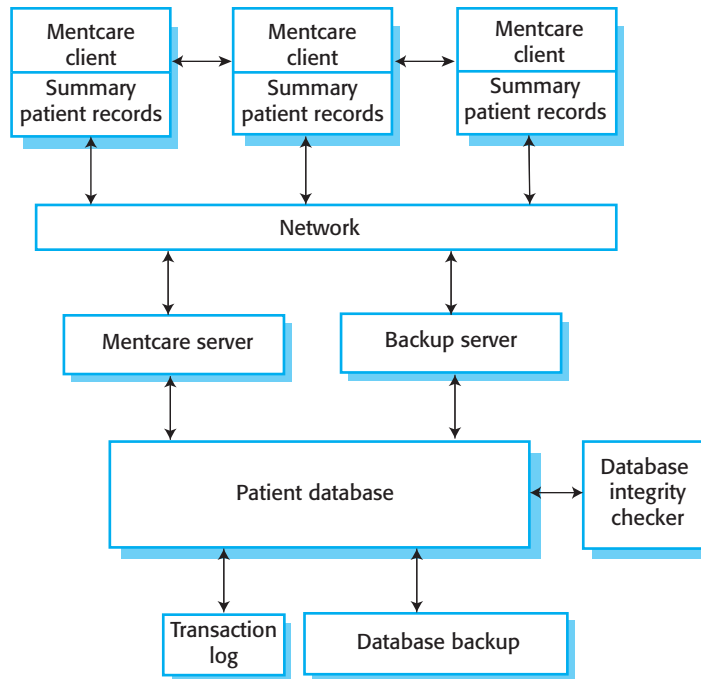 Mentcare
client
Summary
patient records
Mentcare
client
Summary
patient records
Mentcare
client
Summary
patient records
Network
Mentcare server
Backup server
Patient database
Database
integrity
checker
Transaction
log
Database backup